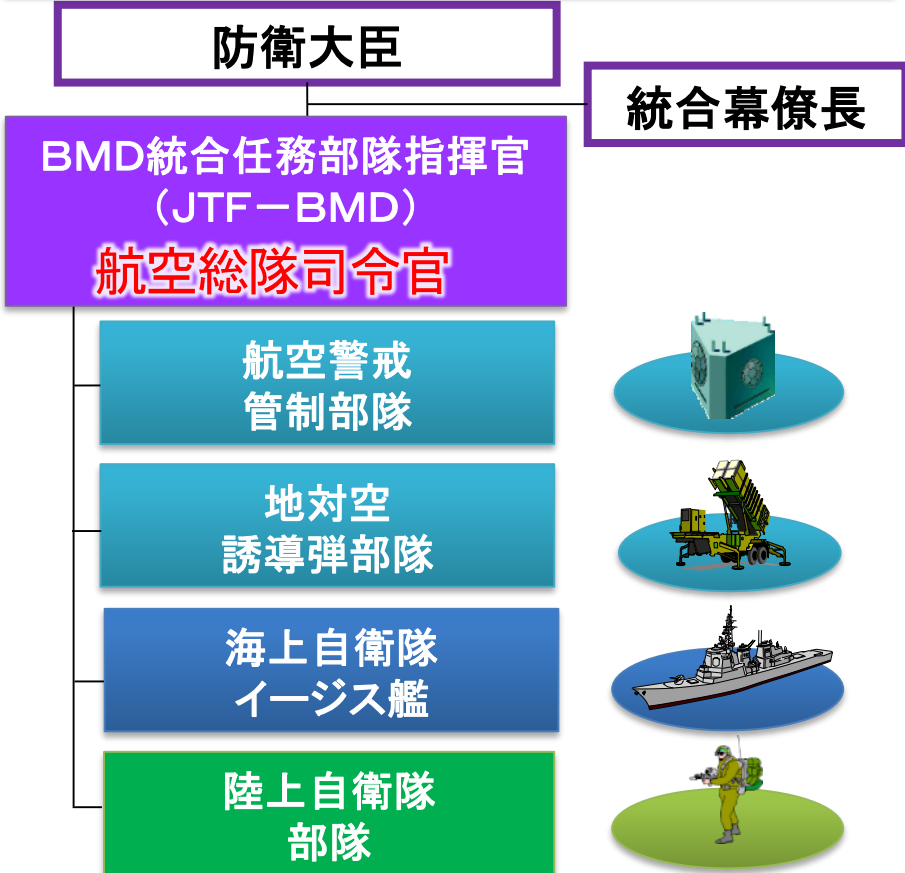 防衛大臣
統合幕僚長
BMD統合任務部隊指揮官
(JTF－BMD)
航空総隊司令官
航空警戒
管制部隊
地対空
誘導弾部隊
海上自衛隊
イージス艦
陸上自衛隊
部隊